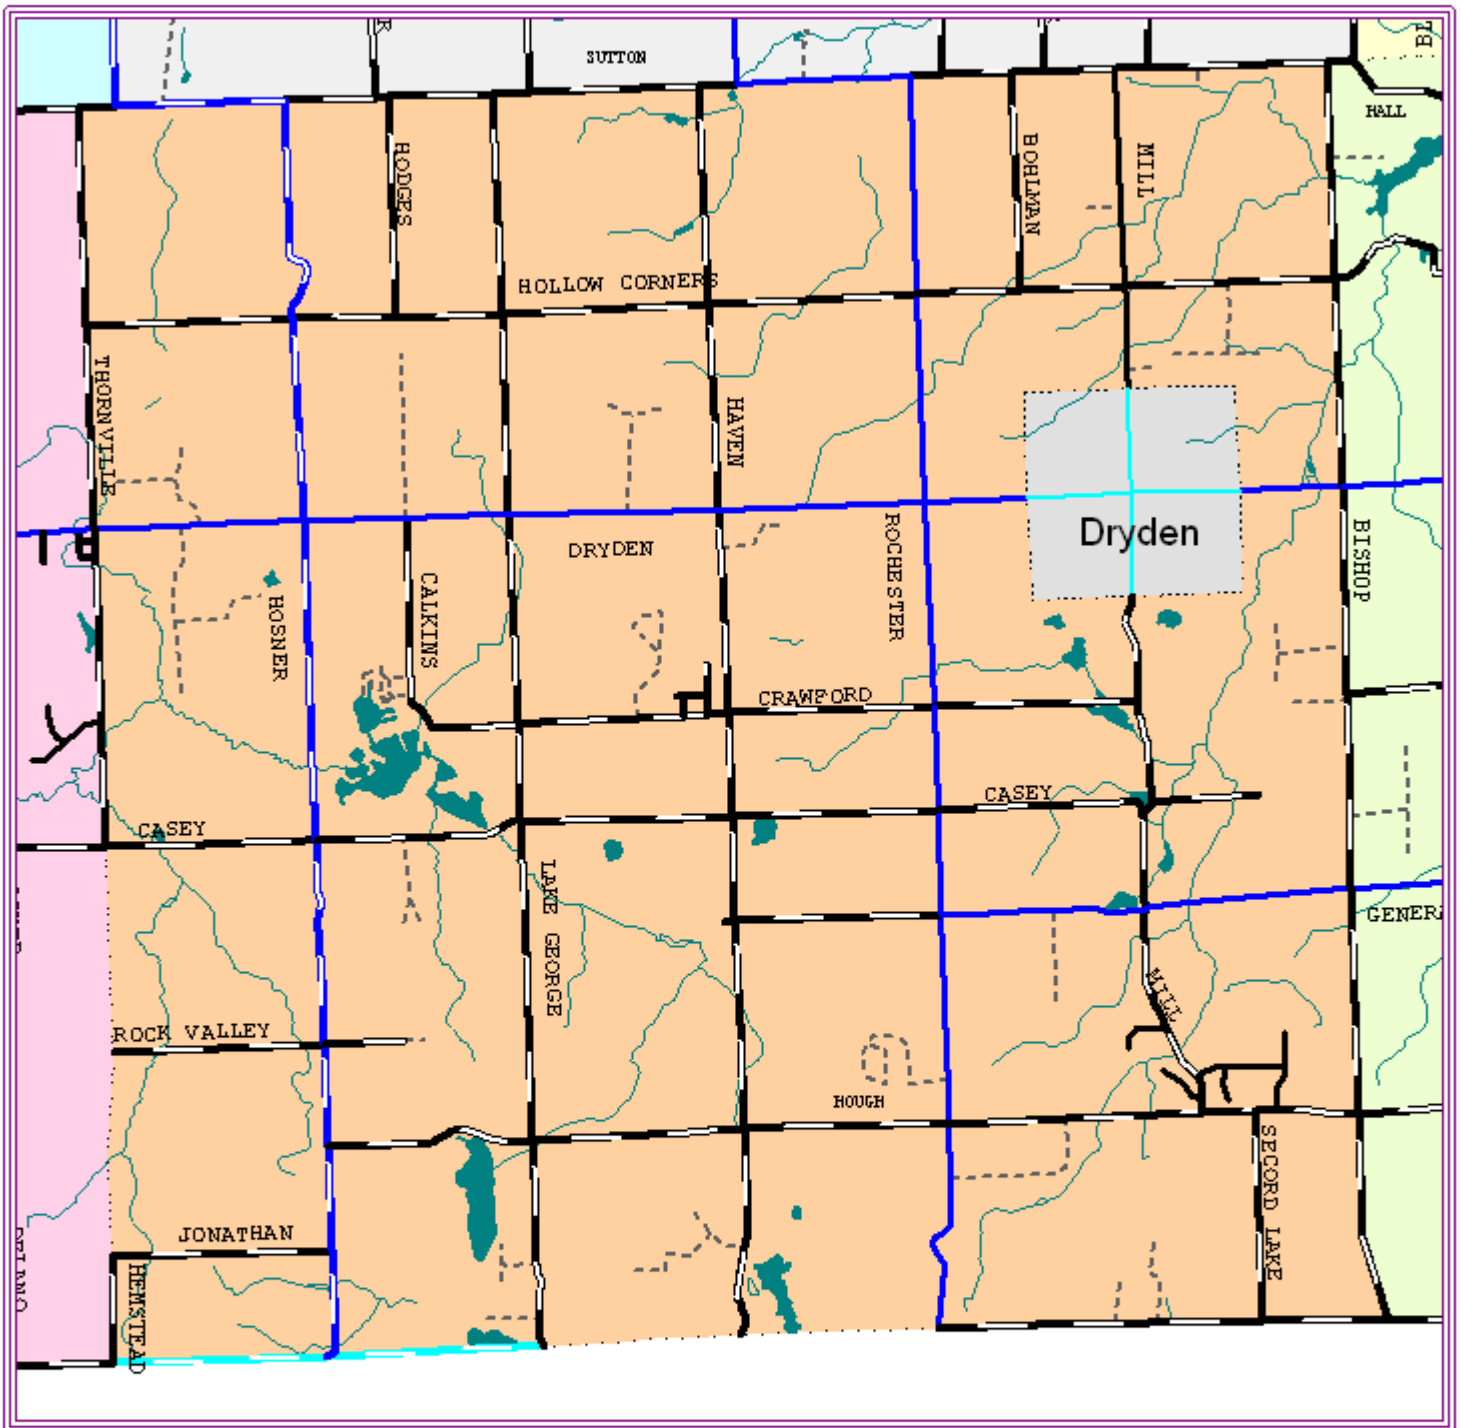 SUTTON
HALL
HODGES
BOHLMAN
MILL
HOLLOW CORNERS
THORNVILLE
HAVEN
DRYDEN
ROCHESTER
Dryden
BISHOP
HOSNER
CALKINS
CRAWFORD
CASEY
CASEY
LAKE GEORGE
GENERA
MILL
ROCK VALLEY
HOUGH
SECORD LAKE
JONATHAN
HEMSTEAD